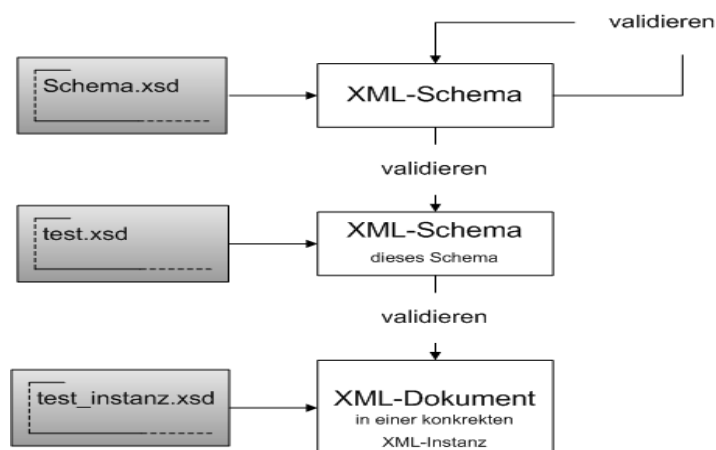 validieren
Schema.xsd
XML-Schema
validieren
test.xsd
XML-Schema
dieses Schema
validieren
test_instanz.xsd
XML-Dokument
in einer konkrekten
XML-Instanz